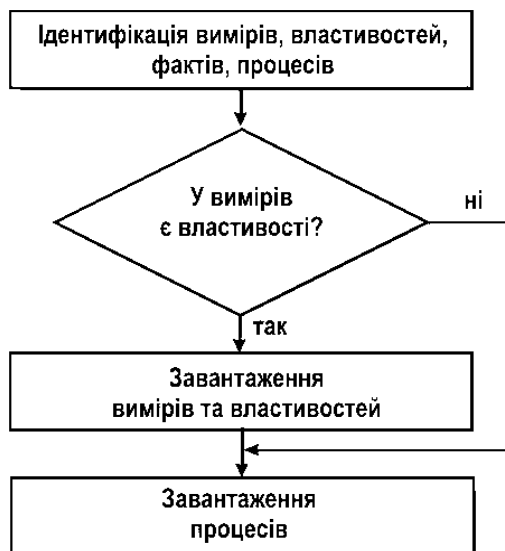 Ідентифікація вимірів, властивостей,
фактів, процесів
У вимірів
є властивості?
ні
так
Завантаження
вимірів та властивостей
Завантаження
процесів